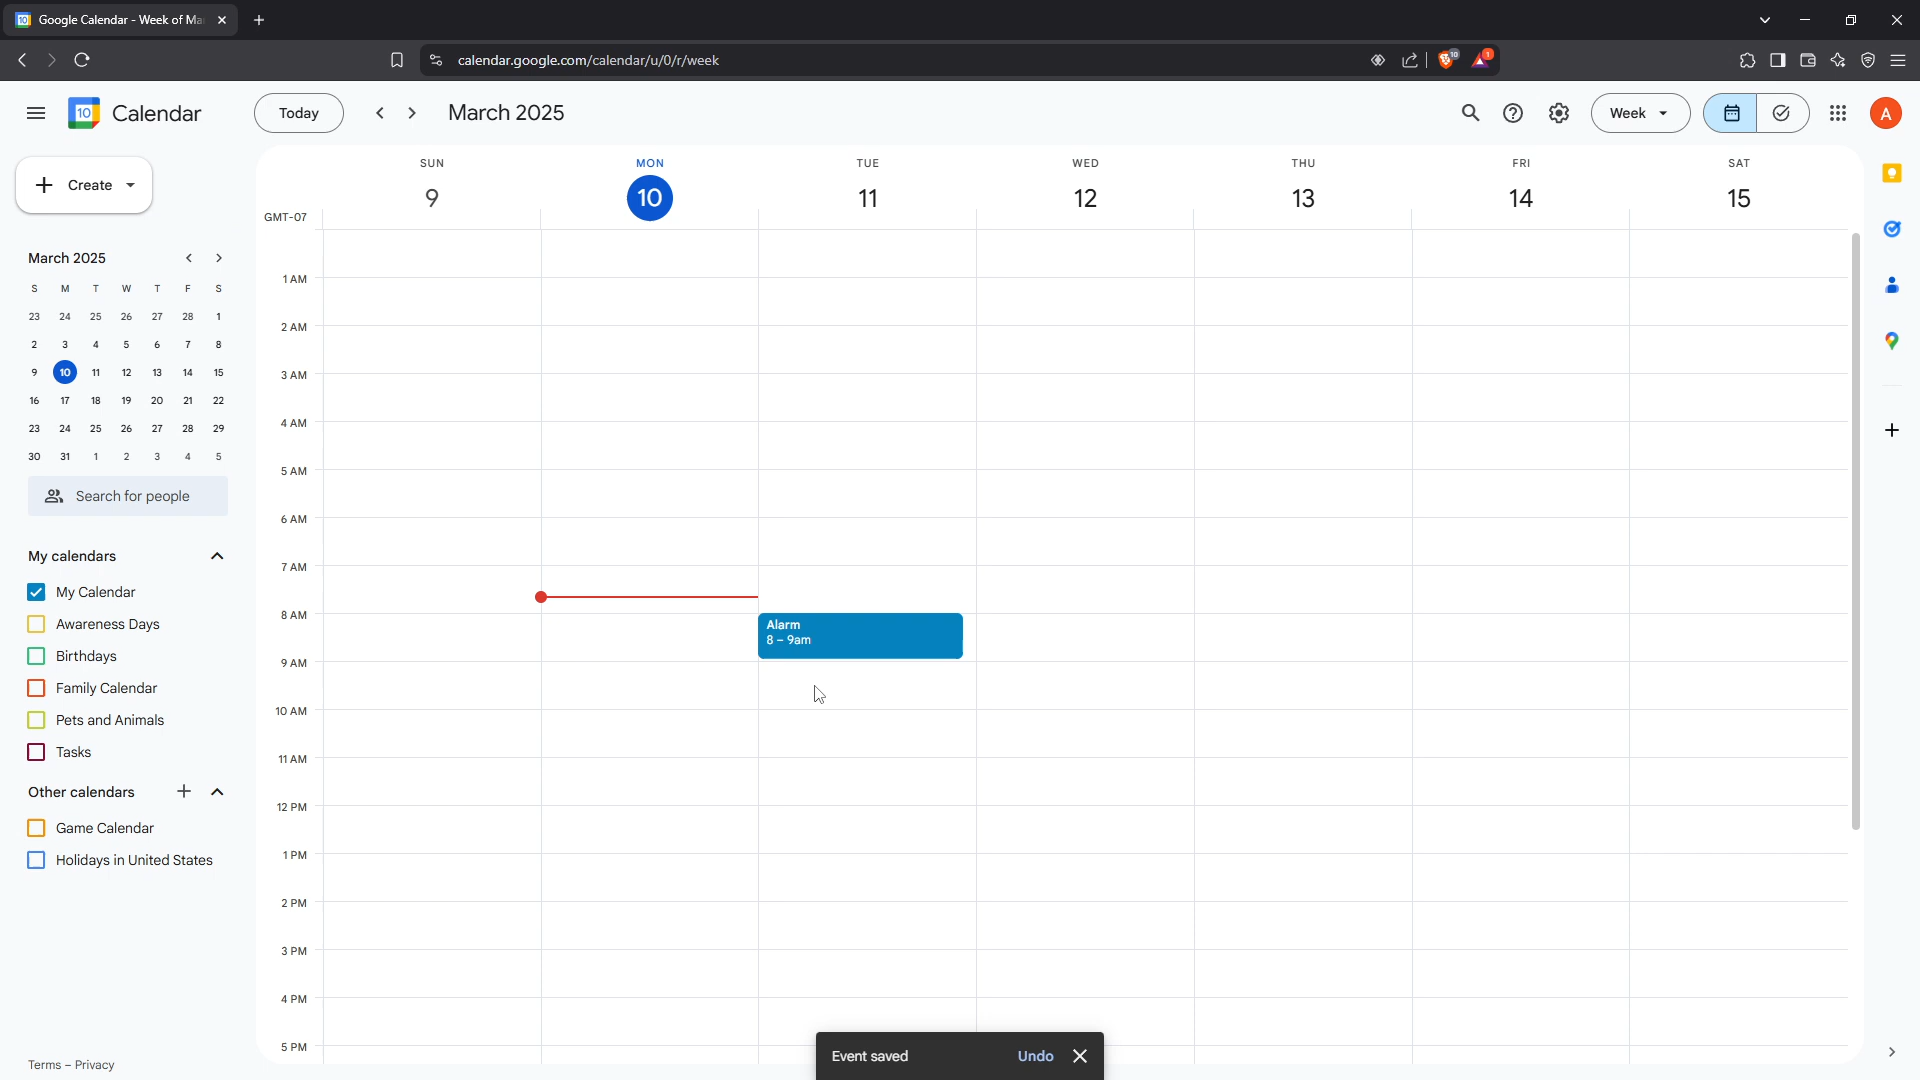 Google Calendar - Week of Ma
calendar.google.com/calendar/u/0/r/week
10
1
10
Calendar
Today
March 2025
Week
A
Create
SUN
MON
TUE
WED
THU
FRI
SAT
9
10
11
12
13
14
15
GMT-07
March 2025
S M T W T F S
23 24 25 26 27 28 1
2 3 4 5 6 7 8
9 10 11 12 13 14 15
16 17 18 19 20 21 22
23 24 25 26 27 28 29
30 31 1 2 3 4 5
Search for people
My calendars
My Calendar
Awareness Days
Birthdays
Family Calendar
Pets and Animals
Tasks
Other calendars
Game Calendar
Holidays in United States
Terms – Privacy
1 AM
2 AM
3 AM
4 AM
5 AM
6 AM
7 AM
8 AM
9 AM
10 AM
11 AM
12 PM
1 PM
2 PM
3 PM
4 PM
5 PM
Alarm
8 – 9am
Event saved
Undo